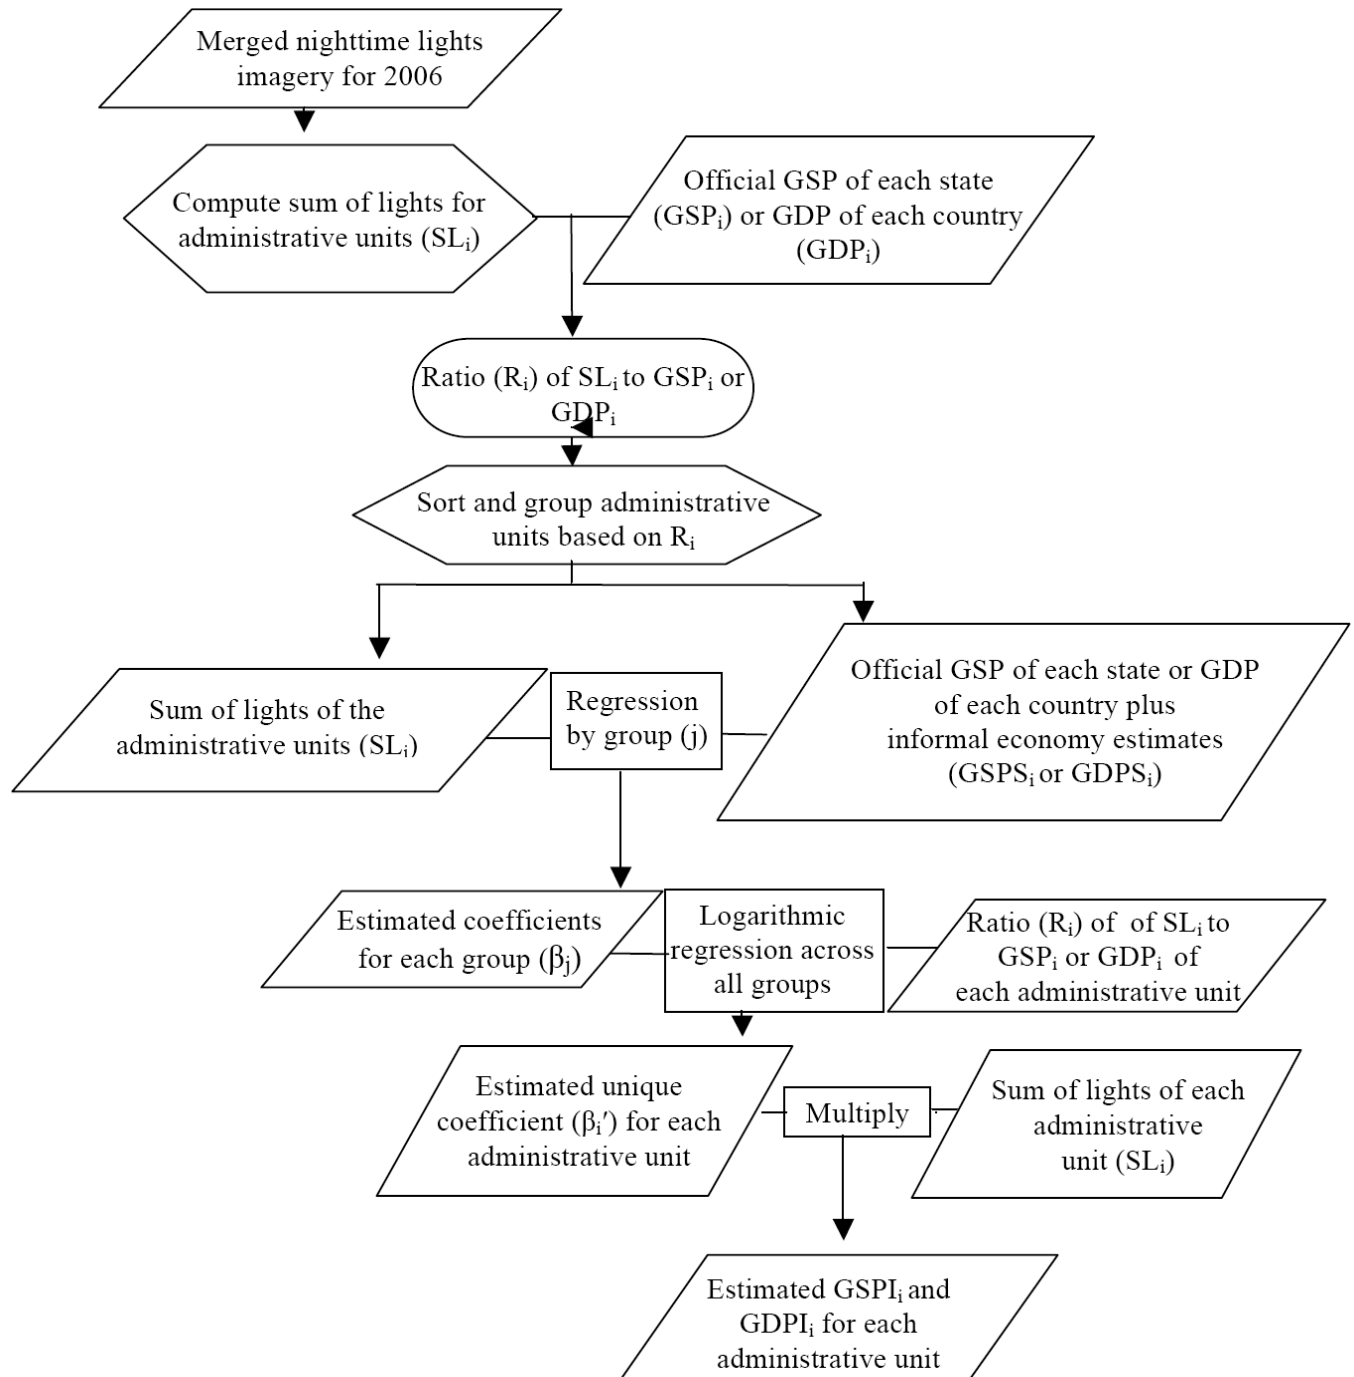 Merged nighttime lights
imagery for 2006
Compute sum of lights for
administrative units (SLᵢ)
Official GSP of each state
(GSPᵢ) or GDP of each country
(GDPᵢ)
Ratio (Rᵢ) of SLᵢ to GSPᵢ or
GDPᵢ
Sort and group administrative
units based on Rᵢ
Sum of lights of the
administrative units (SLᵢ)
Regression
by group (j)
Official GSP of each state or GDP
of each country plus
informal economy estimates
(GSPSᵢ or GDPSᵢ)
Estimated coefficients
for each group (βⱼ)
Logarithmic
regression across
all groups
Ratio (Rᵢ) of of SLᵢ to
GSPᵢ or GDPᵢ of
each administrative unit
Estimated unique
coefficient (βᵢ′) for each
administrative unit
Multiply
Sum of lights of each
administrative
unit (SLᵢ)
Estimated GSPIᵢ and
GDPIᵢ for each
administrative unit